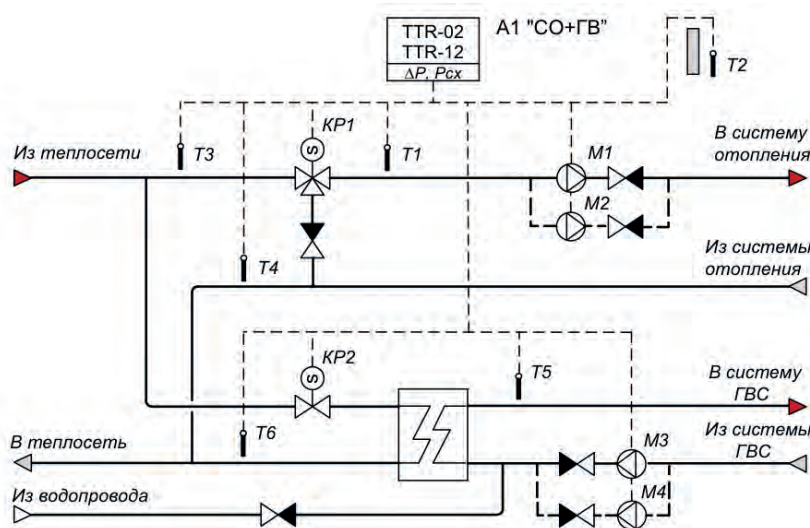 TTR-02
TTR-12
ΔP, Pсх
A1 "СО+ГВ"
T2
КР1
M1
В систему
отопления
Из теплосети
T3
T1
M2
Из системы
отопления
T4
КР2
T5
В систему
ГВС
T6
M3
Из системы
ГВС
В теплосеть
M4
Из водопровода
S
S